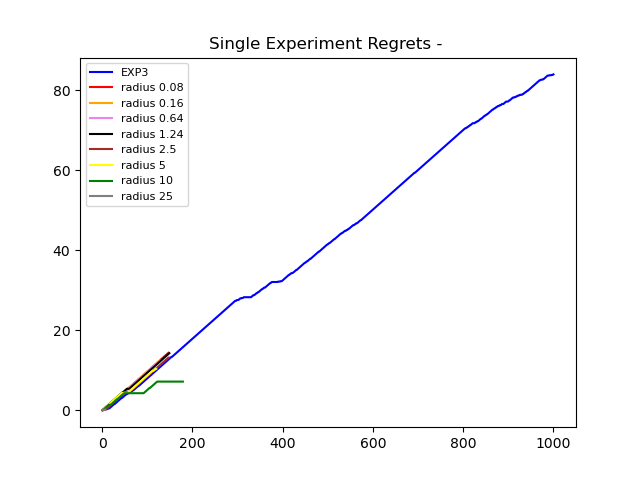 Single Experiment Regrets -
EXP3
radius 0.08
radius 0.16
radius 0.64
radius 1.24
radius 2.5
radius 5
radius 10
radius 25
80
60
40
20
0
0 200 400 600 800 1000